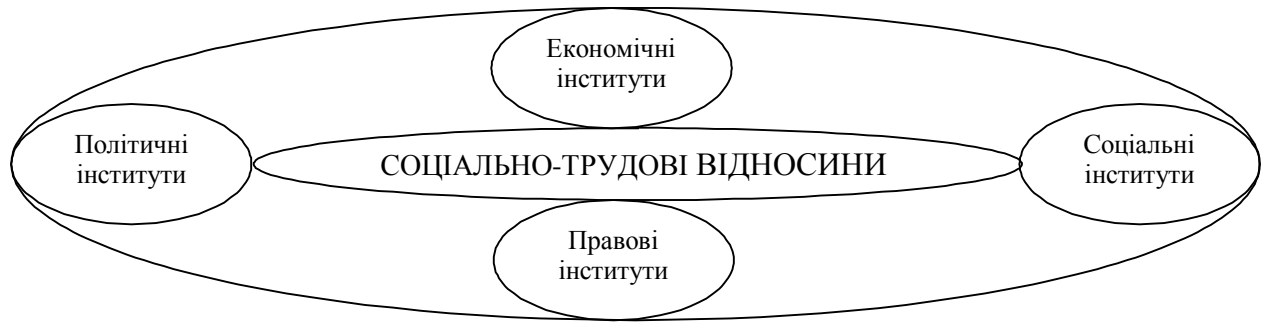 Економічні
інститути
Політичні
інститути
СОЦІАЛЬНО-ТРУДОВІ ВІДНОСИНИ
Соціальні
інститути
Правові
інститути